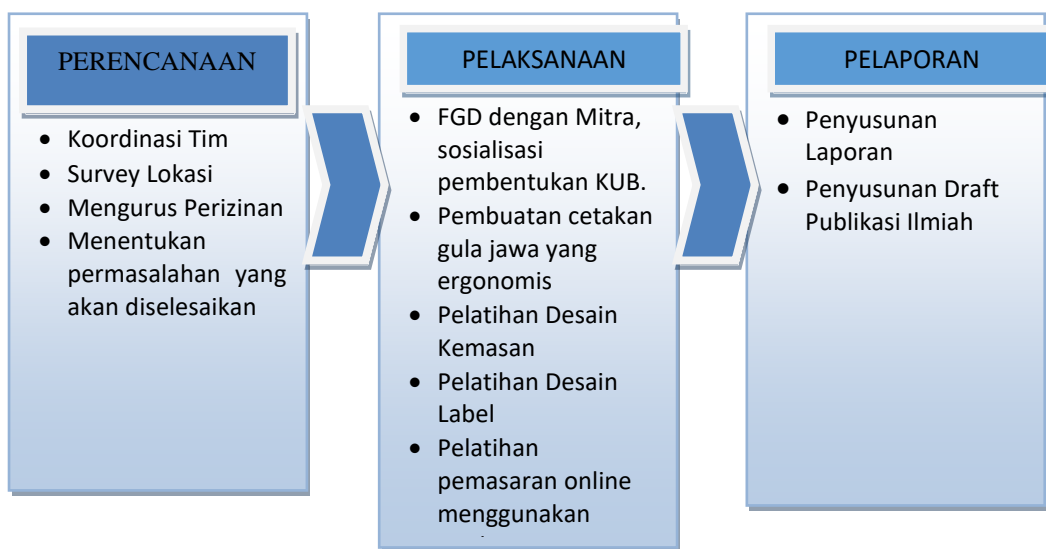 PERENCANAAN
• Koordinasi Tim
• Survey Lokasi
• Mengurus Perizinan
• Menentukan
permasalahan yang
akan diselesaikan
PELAKSANAAN
• FGD dengan Mitra,
sosialisasi
pembentukan KUB.
• Pembuatan cetakan
gula jawa yang
ergonomis
• Pelatihan Desain
Kemasan
• Pelatihan Desain
Label
• Pelatihan
pemasaran online
menggunakan
PELAPORAN
• Penyusunan
Laporan
• Penyusunan Draft
Publikasi Ilmiah